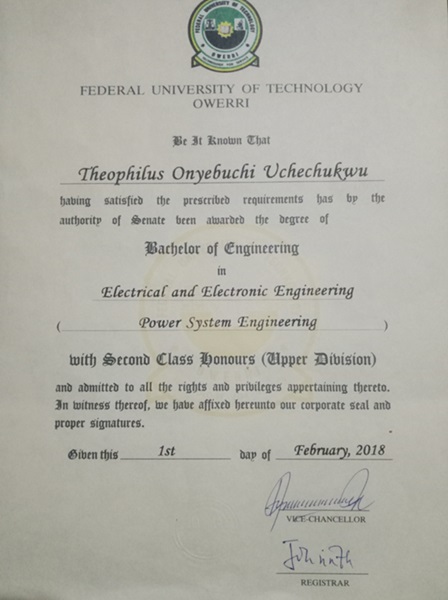 FEDERAL UNIVERSITY OF TECHNOLOGY
OWERRI
FEDERAL UNIVERSITY OF TECHNOLOGY
OWERRI
Be It Known That
Theophilus Onyebuchi Uchechukwu
having satisfied the prescribed requirements has by the
authority of Senate been awarded the degree of
Bachelor of Engineering
in
Electrical and Electronic Engineering
( Power System Engineering )
with Second Class Honours (Upper Division)
and admitted to all the rights and privileges appertaining thereto.
In witness thereof, we have affixed hereunto our corporate seal and
proper signatures.
Given this 1st day of February, 2018
VICE-CHANCELLOR
REGISTRAR